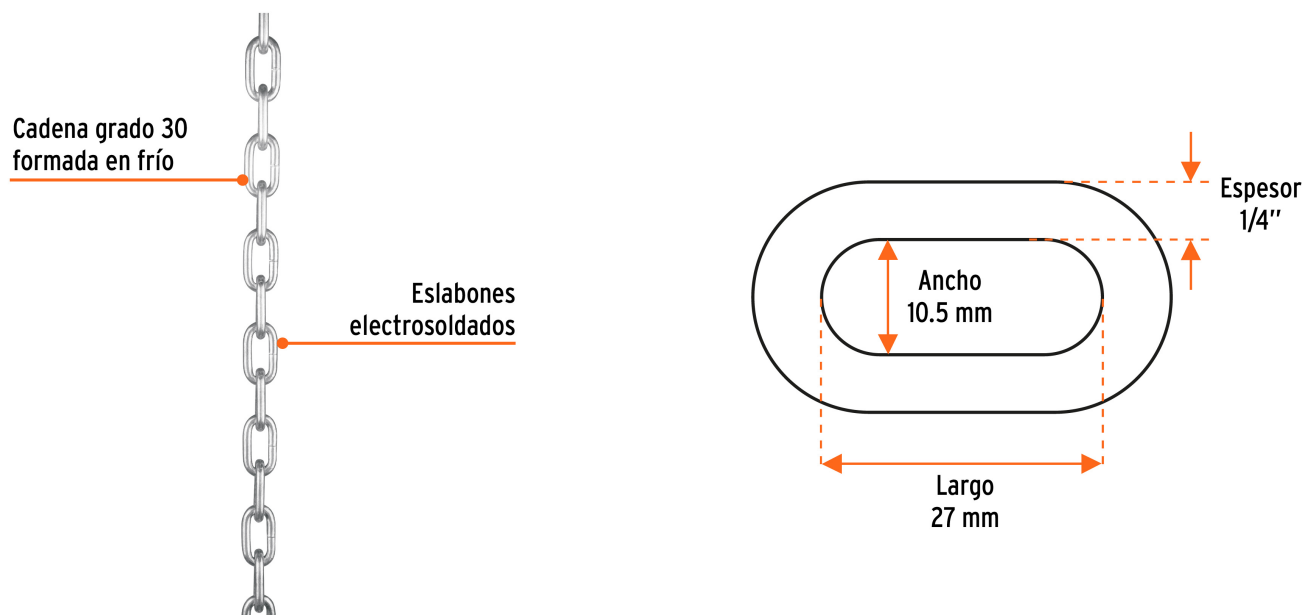 Cadena grado 30
formada en frío
Eslabones
electrosoldados
Espesor
1/4"
Ancho
10.5 mm
Largo
27 mm